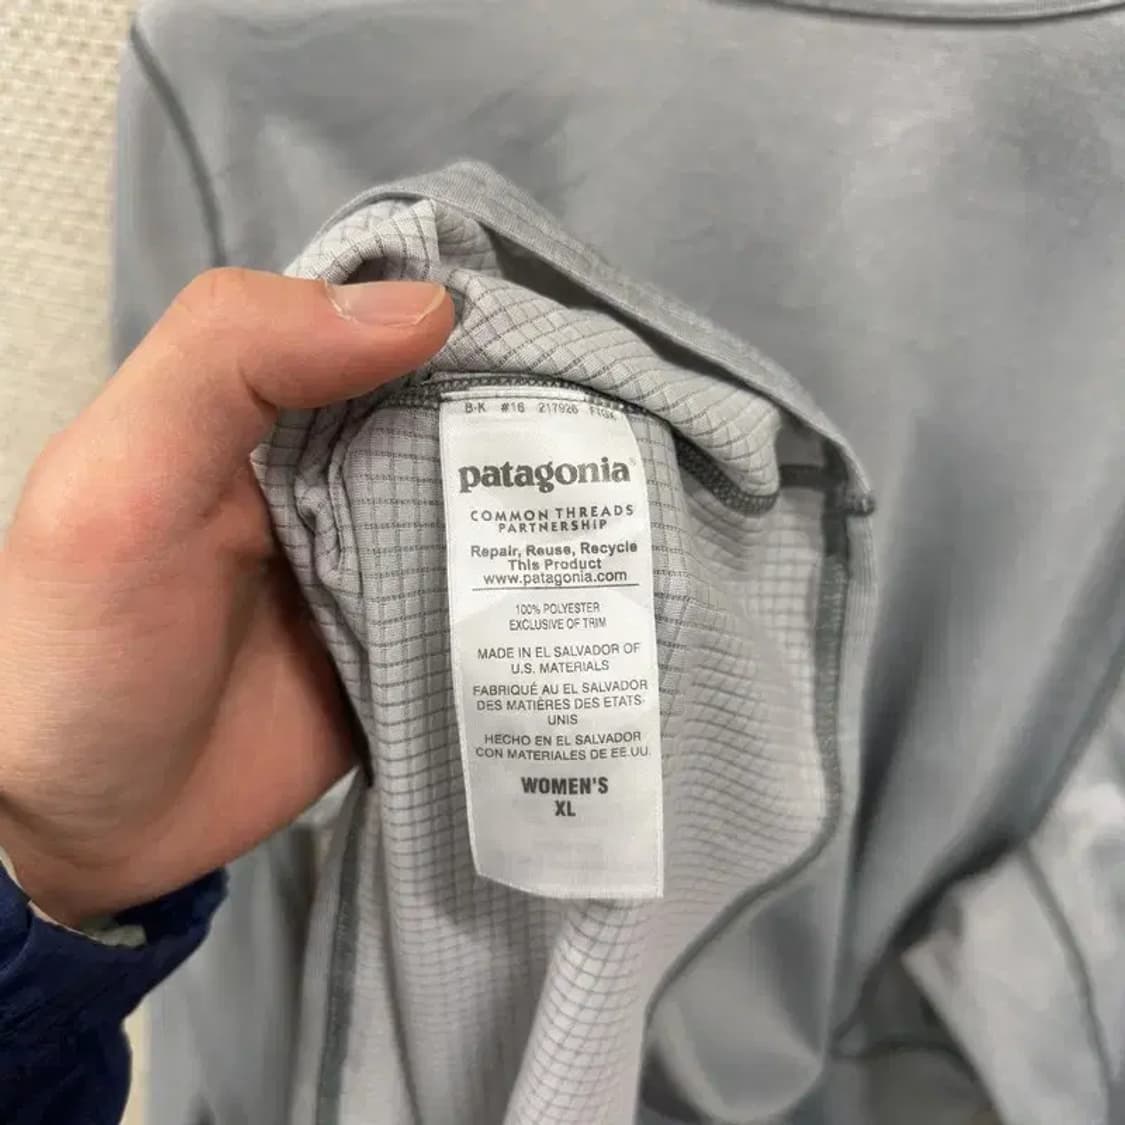 B-K #16 217926
patagonia®
COMMON THREADS
PARTNERSHIP
Repair, Reuse, Recycle
This Product
www.patagonia.com
100% POLYESTER
EXCLUSIVE OF TRIM
MADE IN EL SALVADOR OF
U.S. MATERIALS
FABRIQUÉ AU EL SALVADOR
DES MATIÈRES DES ETATS-
UNIS
HECHO EN EL SALVADOR
CON MATERIALES DE EE.UU.
WOMEN'S
XL